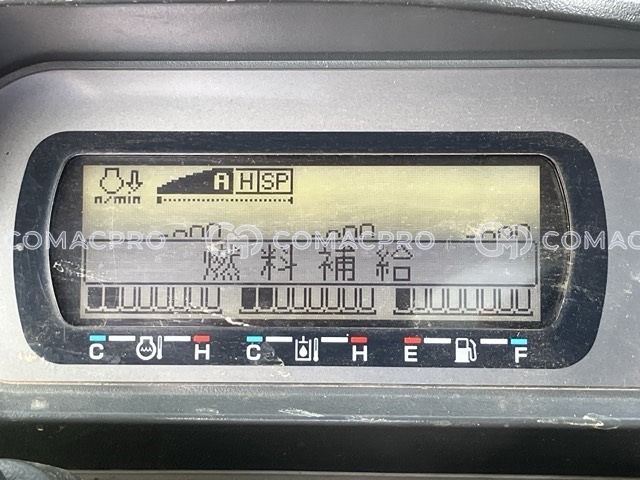 A H SP
n/min
COMACPRO COMACPRO COMACPRO
燃料補給
C H C H E F